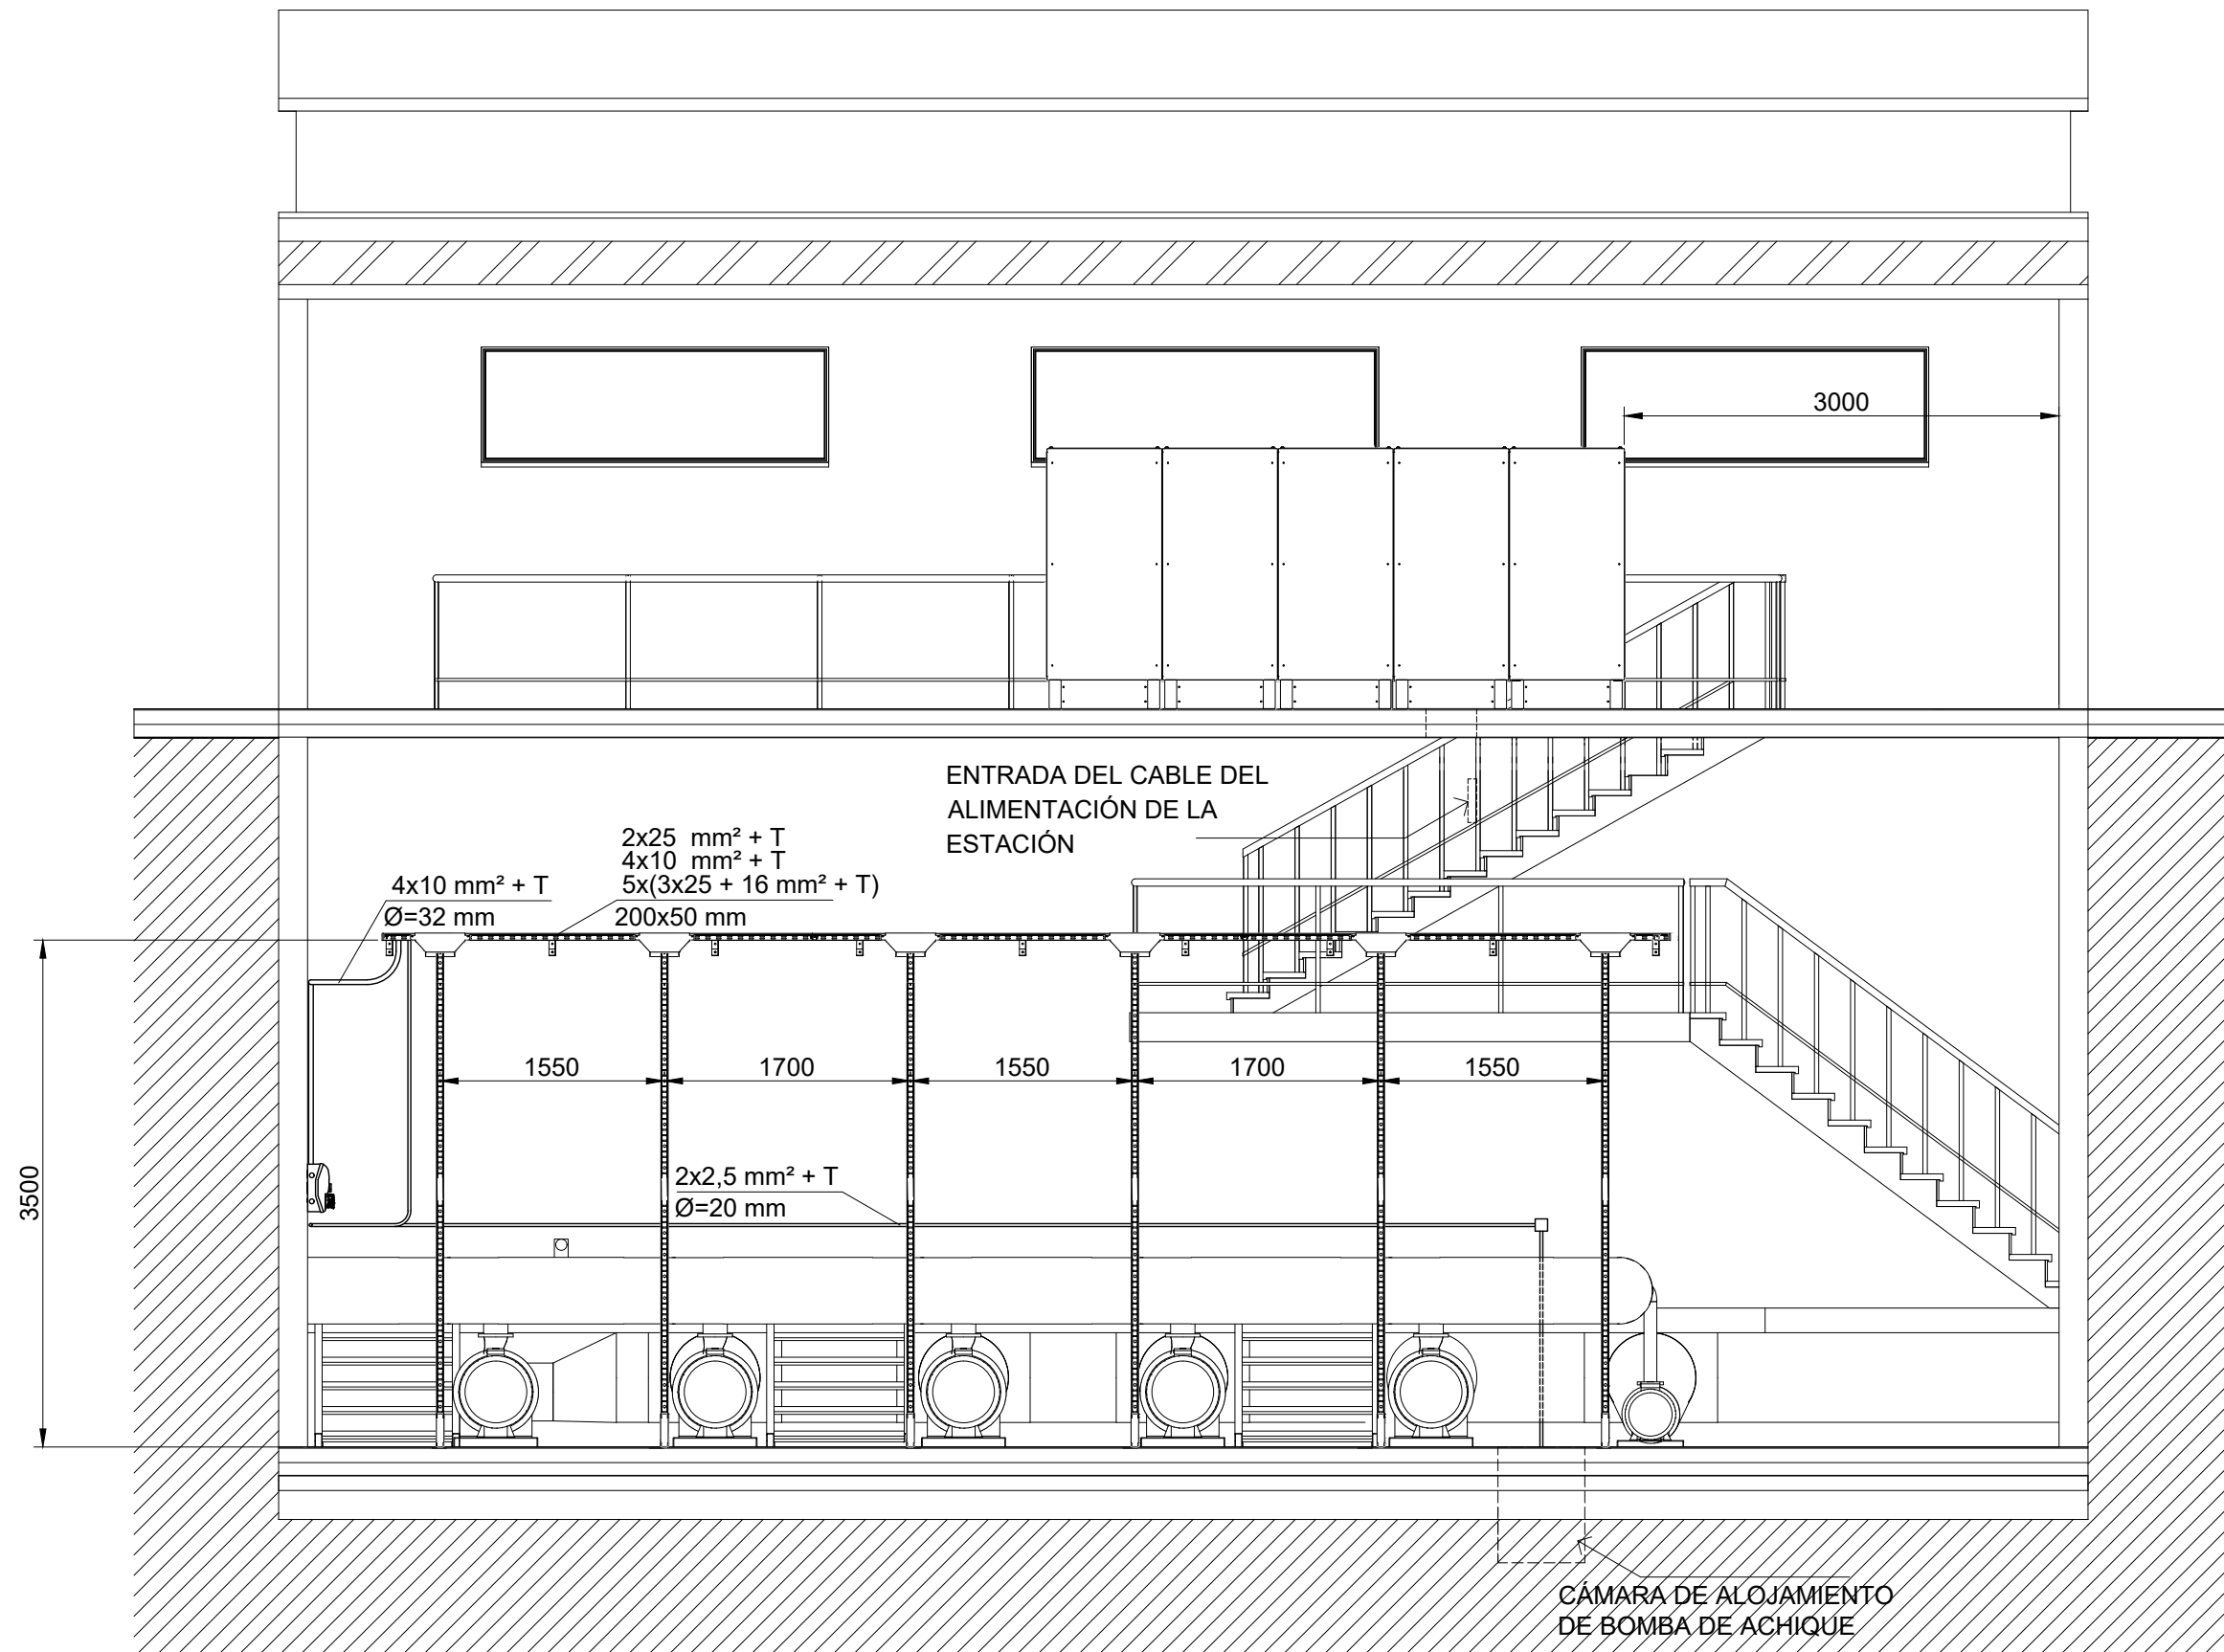 3000
ENTRADA DEL CABLE DEL
ALIMENTACIÓN DE LA
ESTACIÓN
2x25 mm² + T
4x10 mm² + T
5x(3x25 + 16 mm² + T)
200x50 mm
4x10 mm² + T
Ø=32 mm
1550
1700
1550
1700
1550
3500
2x2,5 mm² + T
Ø=20 mm
CÁMARA DE ALOJAMIENTO
DE BOMBA DE ACHIQUE